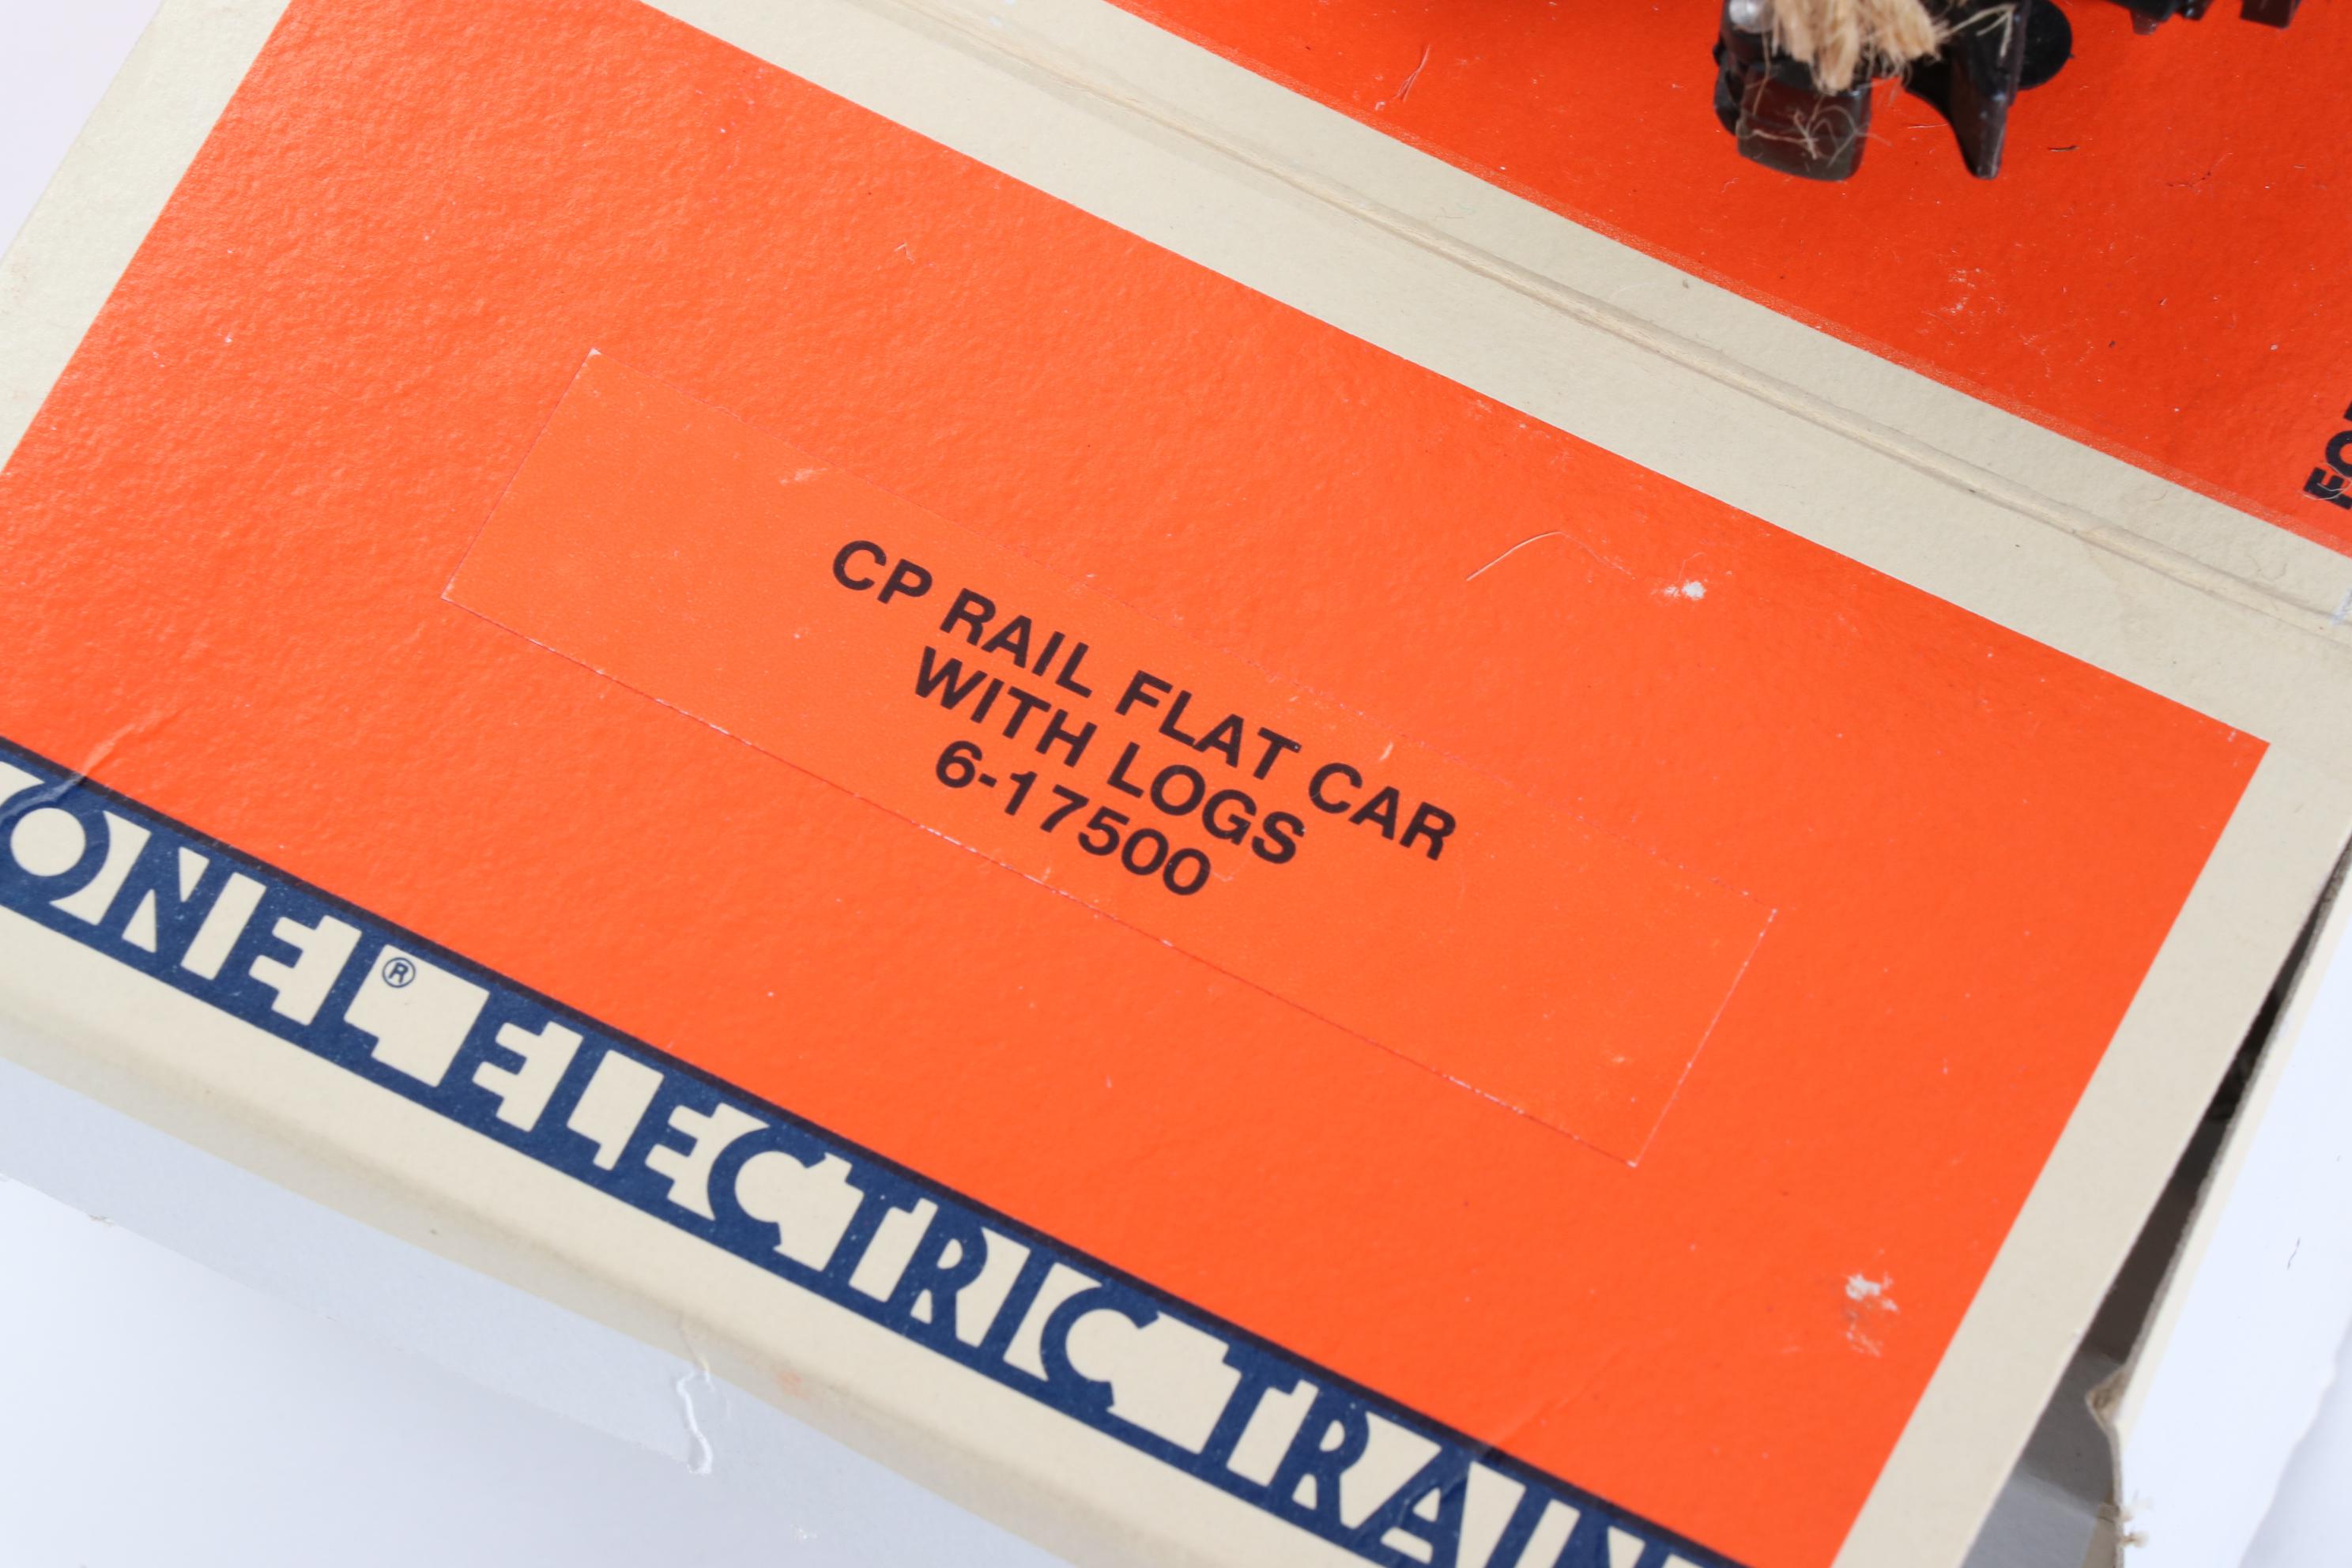 CP RAIL FLAT CAR
WITH LOGS
6-17500
ONEL® ELECTRIC TRAIN